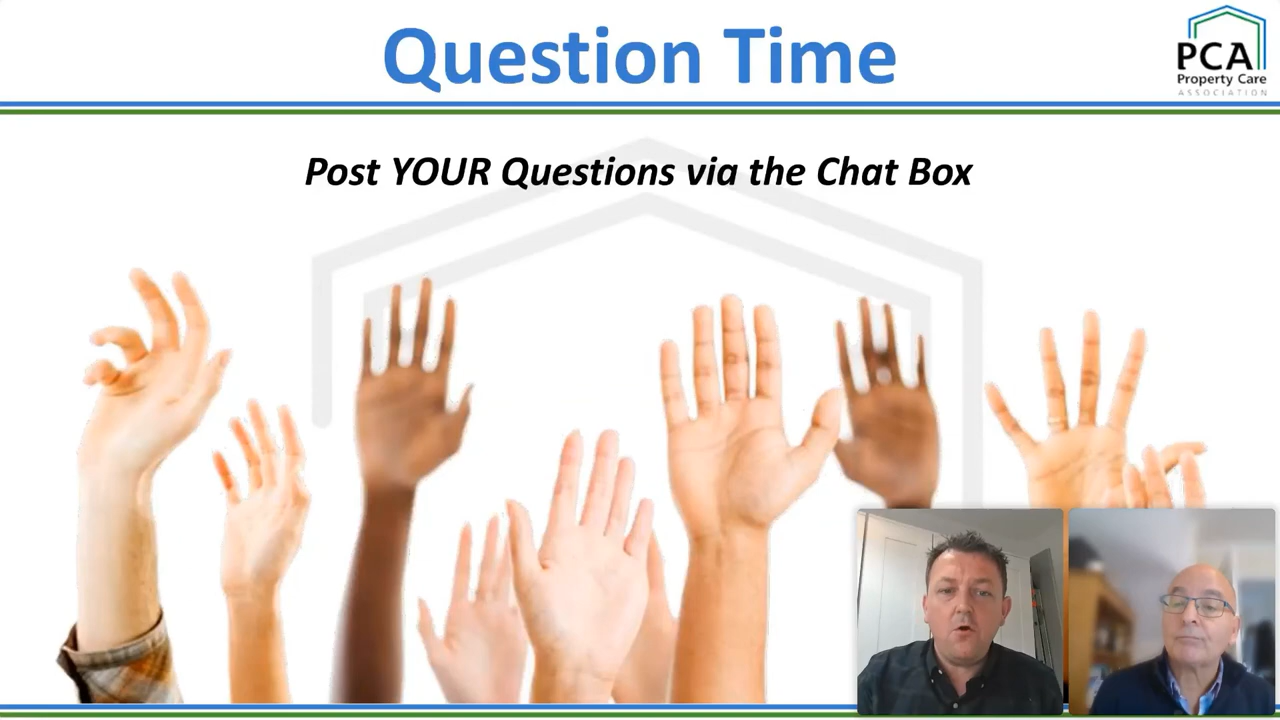 Question Time
PCA
Property Care
ASSOCIATION
Post YOUR Questions via the Chat Box